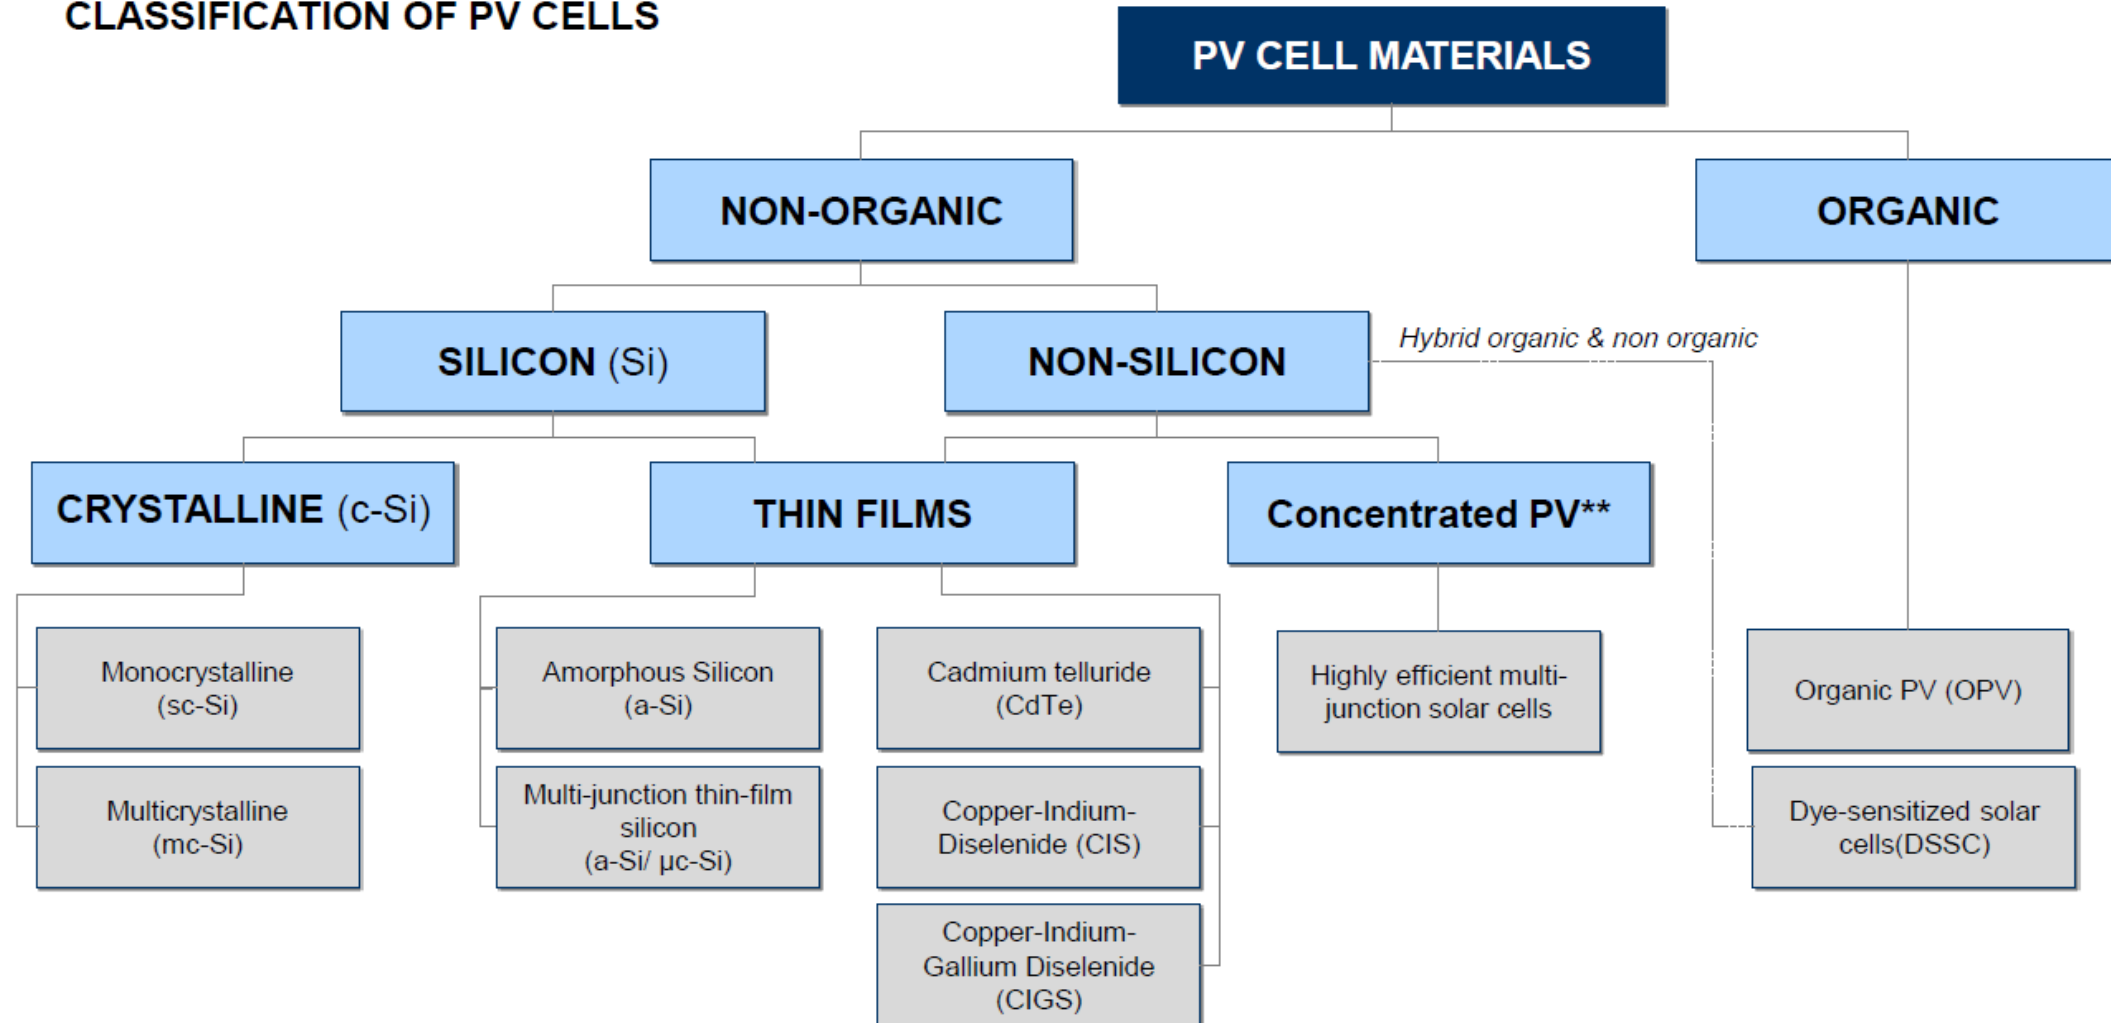 CLASSIFICATION OF PV CELLS
PV CELL MATERIALS
NON-ORGANIC
ORGANIC
SILICON (Si)
NON-SILICON
Hybrid organic & non organic
CRYSTALLINE (c-Si)
THIN FILMS
Concentrated PV**
Monocrystalline
(sc-Si)
Amorphous Silicon
(a-Si)
Cadmium telluride
(CdTe)
Highly efficient multi-
junction solar cells
Organic PV (OPV)
Multicrystalline
(mc-Si)
Multi-junction thin-film
silicon
(a-Si/ µc-Si)
Copper-Indium-
Diselenide (CIS)
Dye-sensitized solar
cells(DSSC)
Copper-Indium-
Gallium Diselenide
(CIGS)